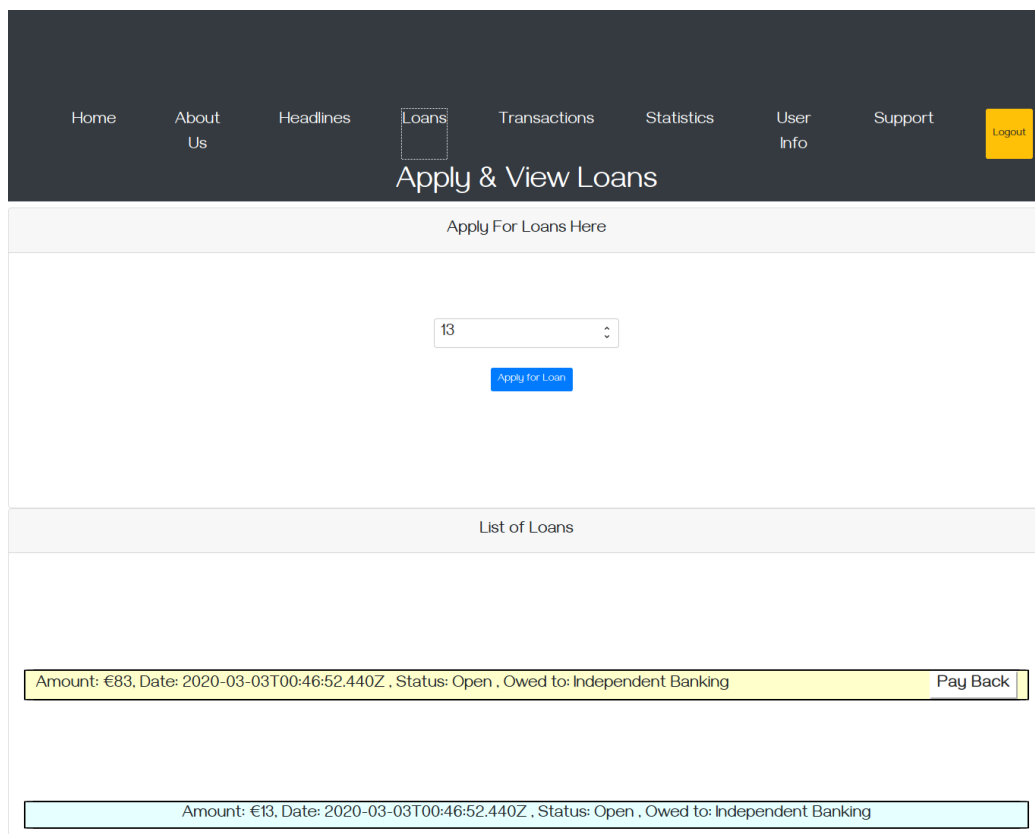 Home About Us Headlines Loans Transactions Statistics User Info Support Logout
Apply & View Loans
Apply For Loans Here
13
Apply for Loan
List of Loans
Amount: €83, Date: 2020-03-03T00:46:52.440Z , Status: Open , Owed to: Independent Banking Pay Back
Amount: €13, Date: 2020-03-03T00:46:52.440Z , Status: Open , Owed to: Independent Banking